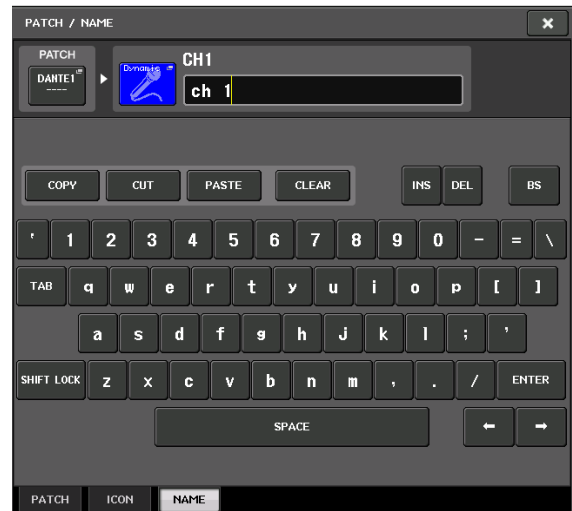 PATCH / NAME
PATCH
DANTE1
----
Dynamic
CH1
ch 1
COPY CUT PASTE CLEAR INS DEL BS
' 1 2 3 4 5 6 7 8 9 0 - = \
TAB q w e r t y u i o p [ ]
a s d f g h j k l ; '
SHIFT LOCK z x c v b n m , . / ENTER
SPACE ← →
PATCH ICON NAME